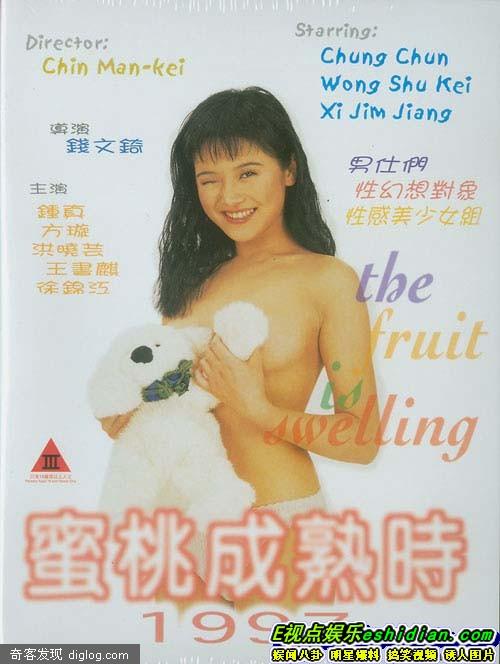 Director:
Chin Man-kei
Starring:
Chung Chun
Wong Shu Kei
Xi Jim Jiang
導演
錢文錡
主演
鍾真
方璇
洪曉芸
王書麒
徐錦江
男仕們
性幻想對象
性感美少女組
the
fruit
is
swelling
III
蜜桃成熟時
1997
E视点娱乐eshidian.com
娱闻八卦 明星爆料 搞笑视频 诱人图片
奇客发现 diglog.com